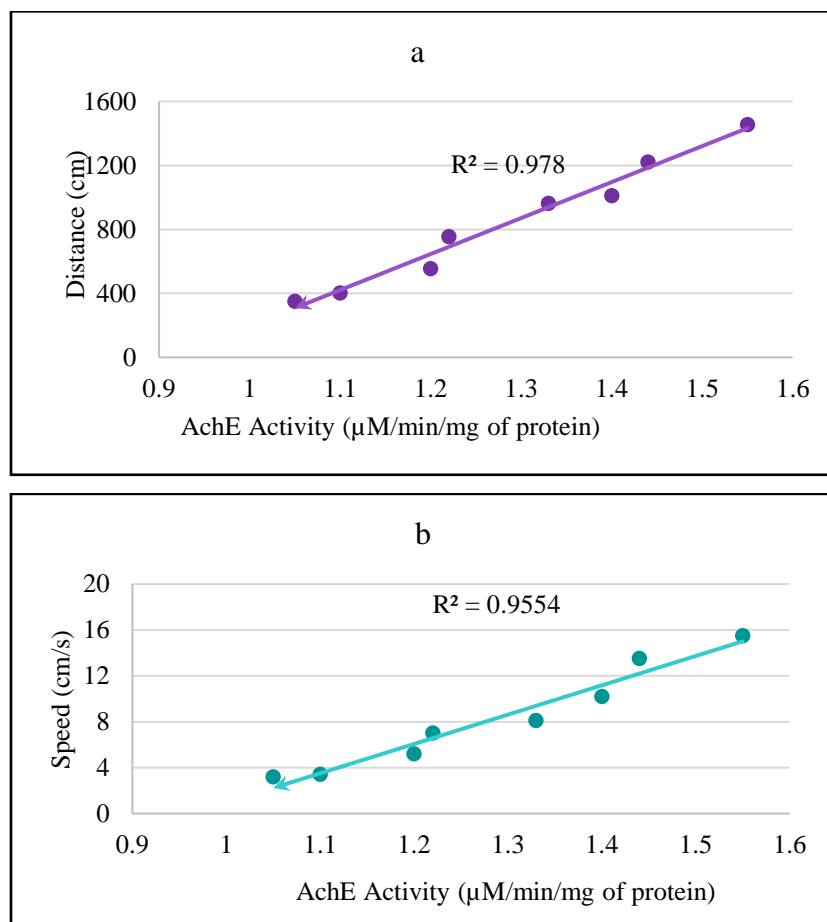 a
1600
R² = 0.978
1200
800
400
0
Distance (cm)
0.9 1 1.1 1.2 1.3 1.4 1.5 1.6
AchE Activity (µM/min/mg of protein)
b
20
R² = 0.9554
16
12
8
4
0
Speed (cm/s)
0.9 1 1.1 1.2 1.3 1.4 1.5 1.6
AchE Activity (µM/min/mg of protein)